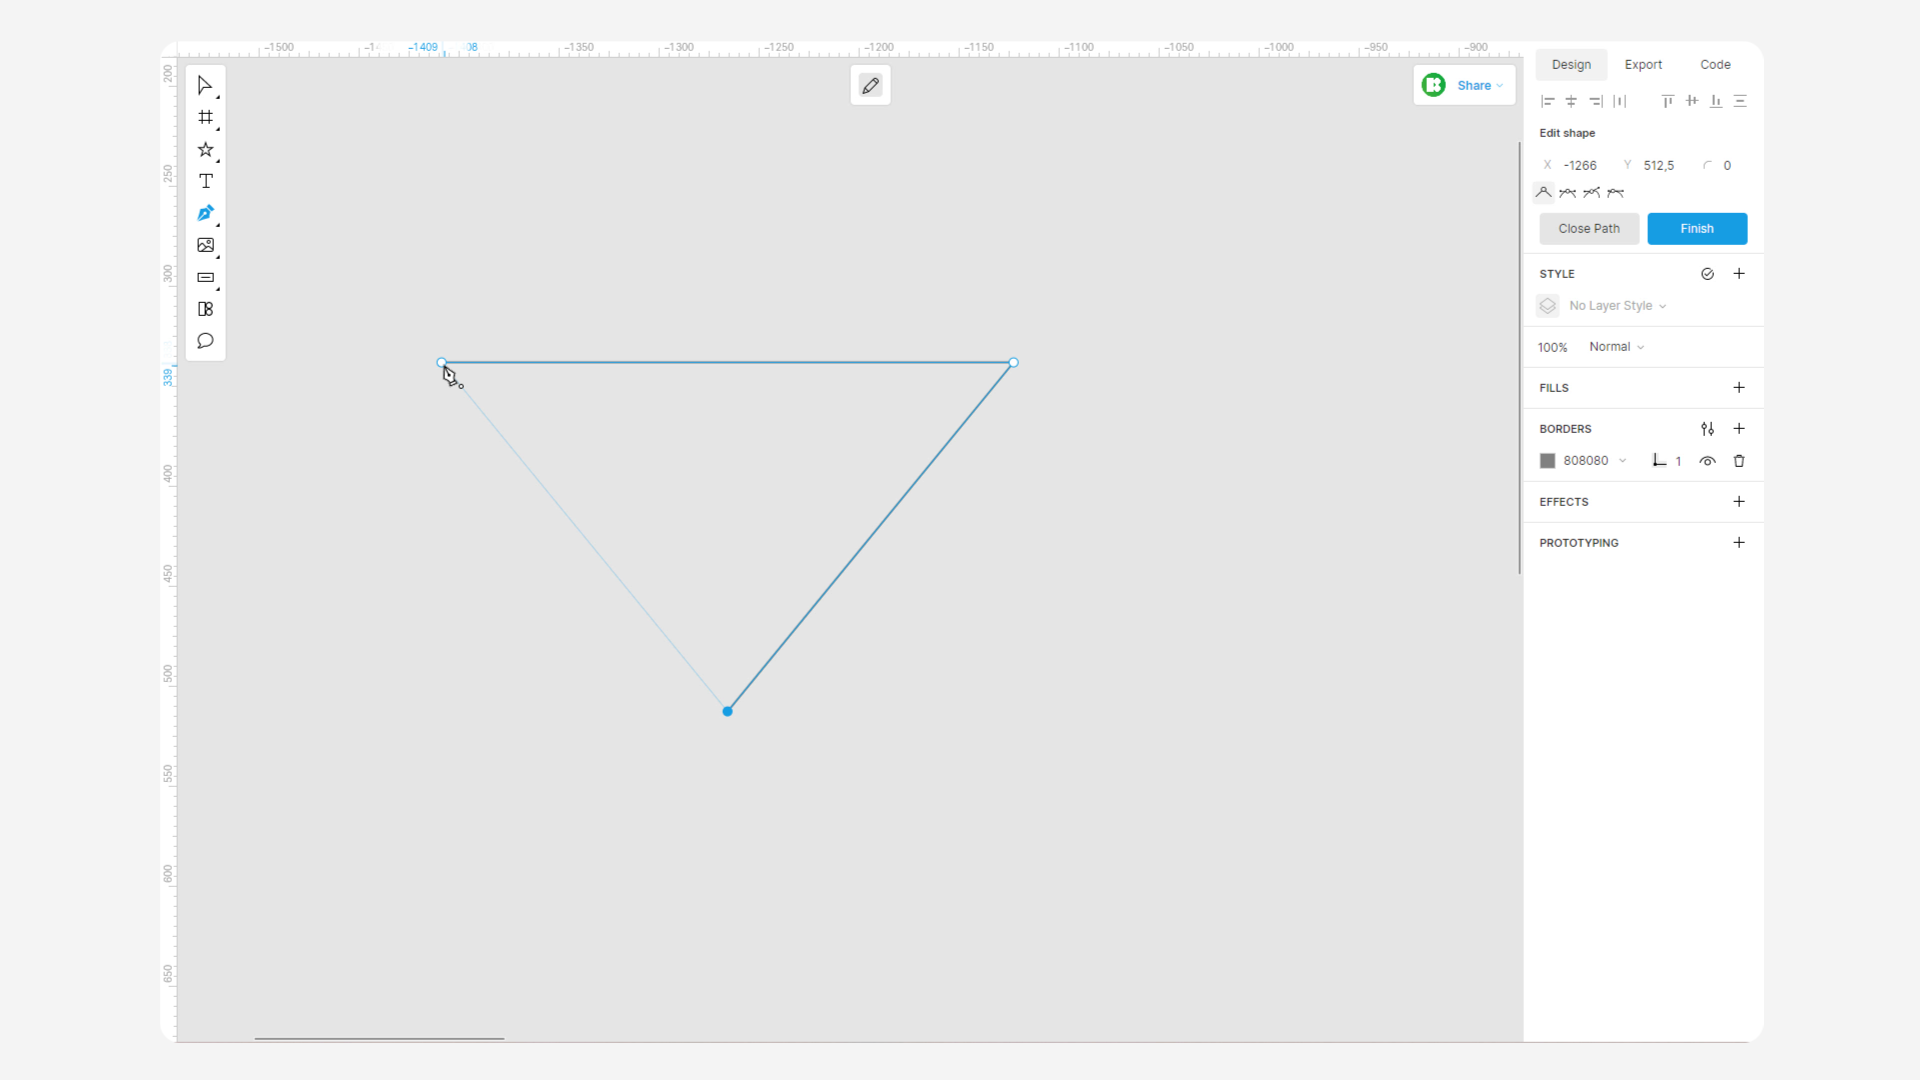 -1500 -1409 -1350 -1300 -1250 -1200 -1150 -1100 -1050 -1000 -950 -900
200
250
300
339
400
450
500
550
600
650
Share
Design Export Code
Edit shape
X -1266 Y 512,5 0
Close Path Finish
STYLE
No Layer Style
100% Normal
FILLS
BORDERS
808080 1
EFFECTS
PROTOTYPING